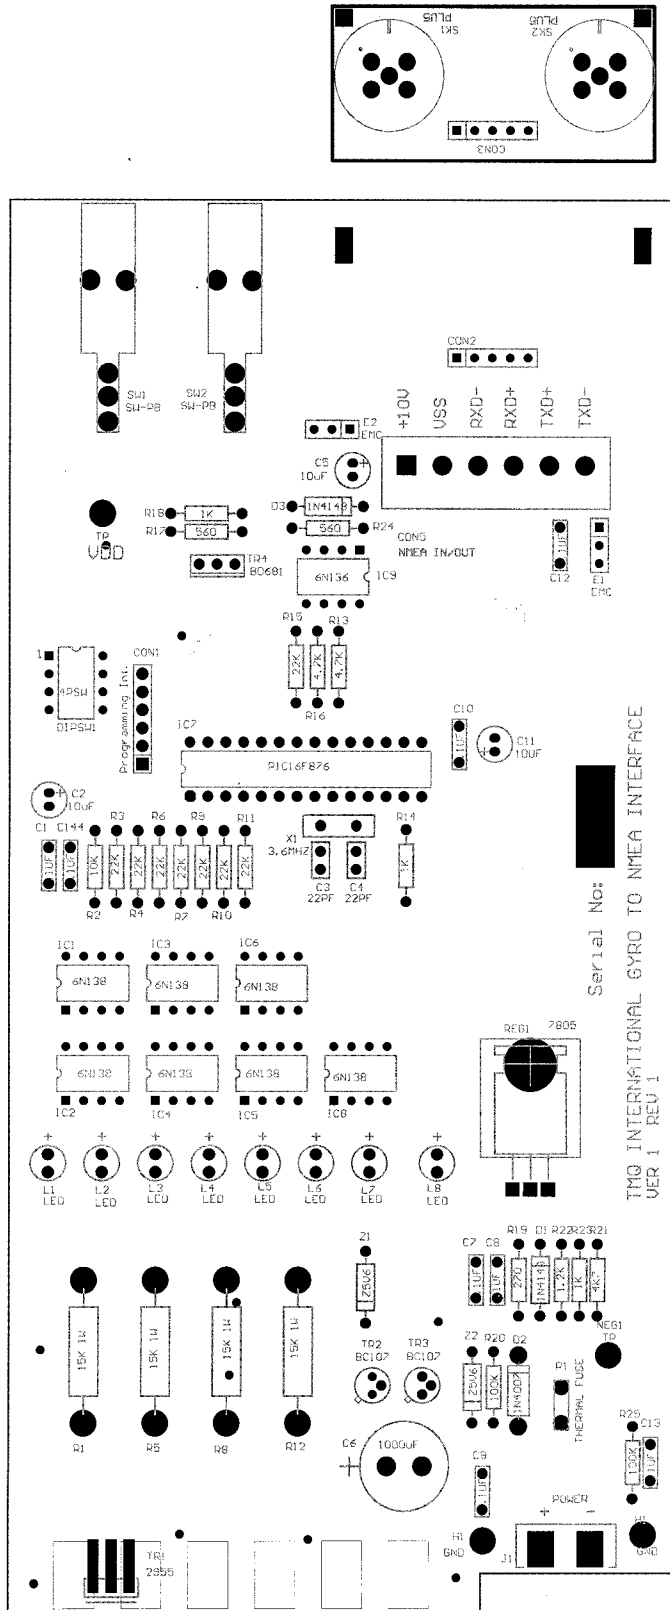 SK1
PLUS
SK2
PLUS
CON3
CON2
SW1
SW-PB
SW2
SW-PB
E2
EMC
+10V
VSS
RXD-
RXD+
TXD+
TXD-
C5
10uF
R18
1K
R17
560
D3
1N4148
560
R24
TP
VDD
TR4
BD681
CON5
NMEA IN/OUT
1UF
C12
E1
EMC
6N136
IC9
R15
R13
22K
4.7K
4.7K
R16
1
4PSW
DIPSW1
CON1
Programming Int.
IC7
PIC16F876
C10
.1UF
C11
10UF
C2
10uF
C1
C144
.1UF
.1UF
R3
R6
R9
R11
10K
22K
22K
22K
22K
22K
22K
22K
R2
R4
R7
R10
X1
3.6MHZ
C3
22PF
C4
22PF
R14
1K
Serial No:
TMQ INTERNATIONAL GYRO TO NMEA INTERFACE
VER 1 REV 1
IC1
6N138
IC3
6N138
IC6
6N138
6N138
IC2
6N138
IC4
6N138
IC5
6N138
IC8
REG1
7805
L1
LED
L2
LED
L3
LED
L4
LED
L5
LED
L6
LED
L7
LED
L8
LED
Z1
25V6
C7
C8
R19
D1
R22
R23
R21
.1UF
.1UF
270
1N4148
1.2K
1K
4K7
NEG1
TP
15K 1W
15K 1W
15K 1W
15K 1W
R1
R5
R8
R12
TR2
BC107
TR3
BC107
Z2
R20
D2
25V6
100K
1N4007
P1
THERMAL FUSE
C6
1000uF
R25
C13
100K
.1UF
C9
.1UF
POWER
+
-
H1
GND
J1
H1
GND
TR1
2955